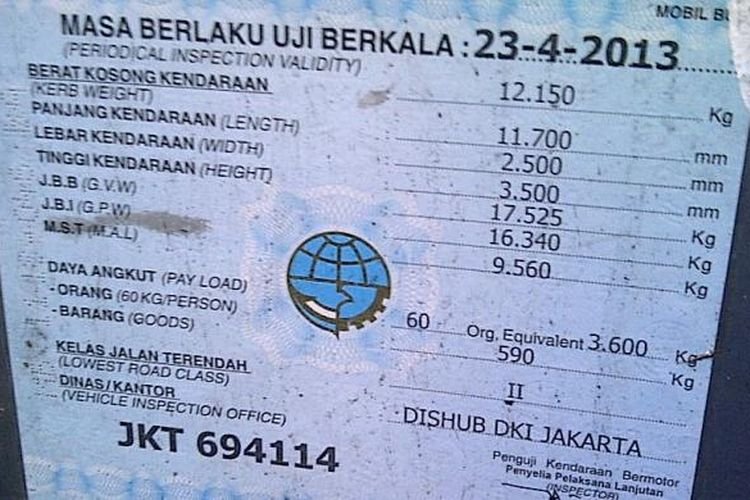 MOBIL
MASA BERLAKU UJI BERKALA : 23-4-2013
(PERIODICAL INSPECTION VALIDITY)
BERAT KOSONG KENDARAAN 12.150 Kg
(KERB WEIGHT)
PANJANG KENDARAAN (LENGTH) 11.700 mm
LEBAR KENDARAAN (WIDTH) 2.500 mm
TINGGI KENDARAAN (HEIGHT) 3.500 mm
J.B.B (G.V.W) 17.525 Kg
J.B.I (G.P.W) 16.340 Kg
M.S.T (M.A.L) 9.560 Kg
DAYA ANGKUT (PAY LOAD)
- ORANG (60 KG/PERSON) 60 Org, Equivalent 3.600 Kg
- BARANG (GOODS) 590 Kg
KELAS JALAN TERENDAH II
(LOWEST ROAD CLASS)
DINAS/KANTOR DISHUB DKI JAKARTA
(VEHICLE INSPECTION OFFICE)
JKT 694114
Penguji Kendaraan Bermotor
Penyelia Pelaksana Lanjutan
(INSPECTOR)